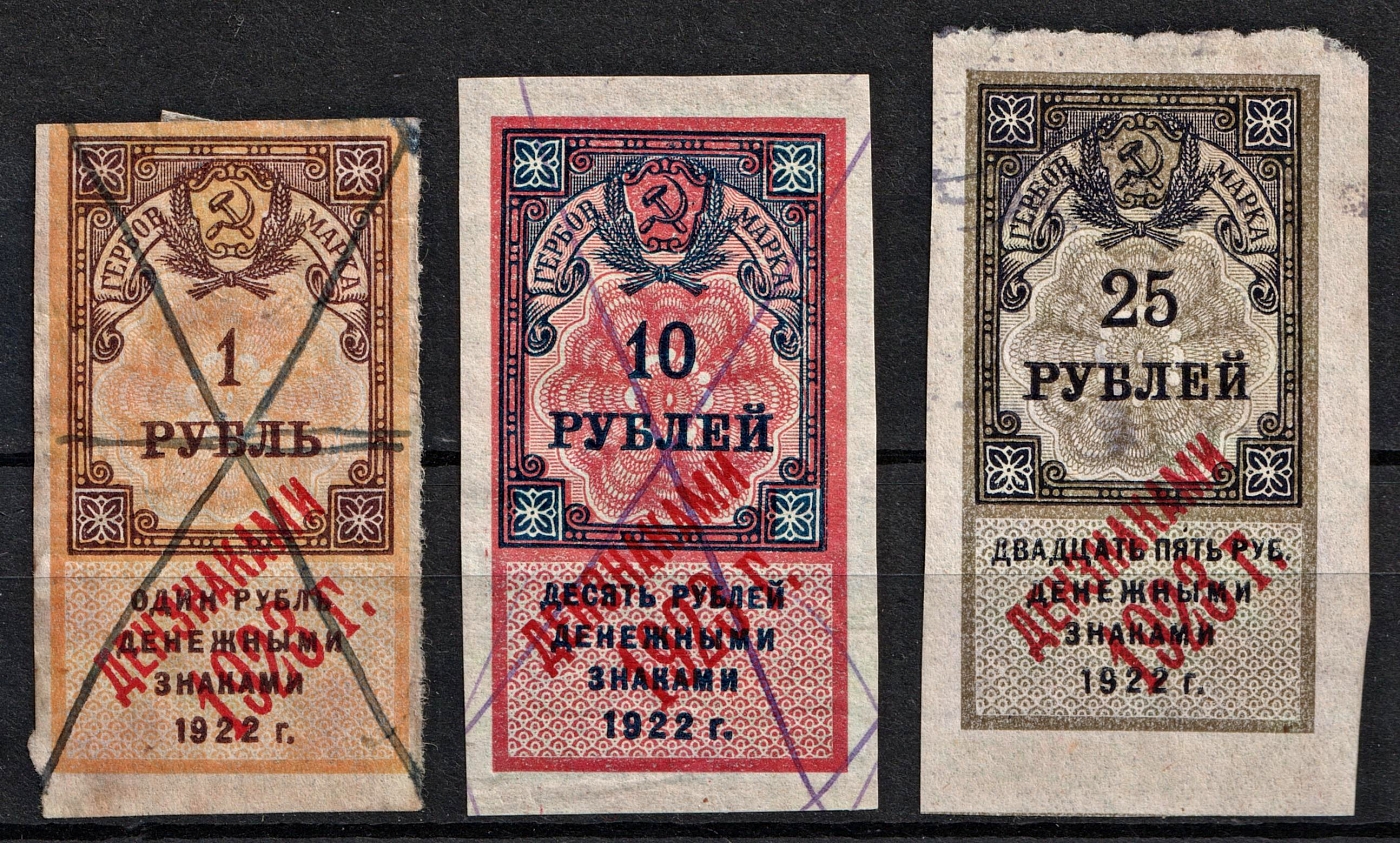 ГЕРБОВ. МАРКА
1
РУБЛЬ
ОДИН РУБЛЬ
ДЕНЕЖНЫМИ
ЗНАКАМИ
1922 г.
ДЕНЗНАКАМИ
1923 г.
ГЕРБОВ. МАРКА
10
РУБЛЕЙ
ДЕСЯТЬ РУБЛЕЙ
ДЕНЕЖНЫМИ
ЗНАКАМИ
1922 г.
ДЕНЗНАКАМИ
1923 г.
ГЕРБОВ. МАРКА
25
РУБЛЕЙ
ДВАДЦАТЬ ПЯТЬ РУБ.
ДЕНЕЖНЫМИ
ЗНАКАМИ
1922 г.
ДЕНЗНАКАМИ
1923 г.